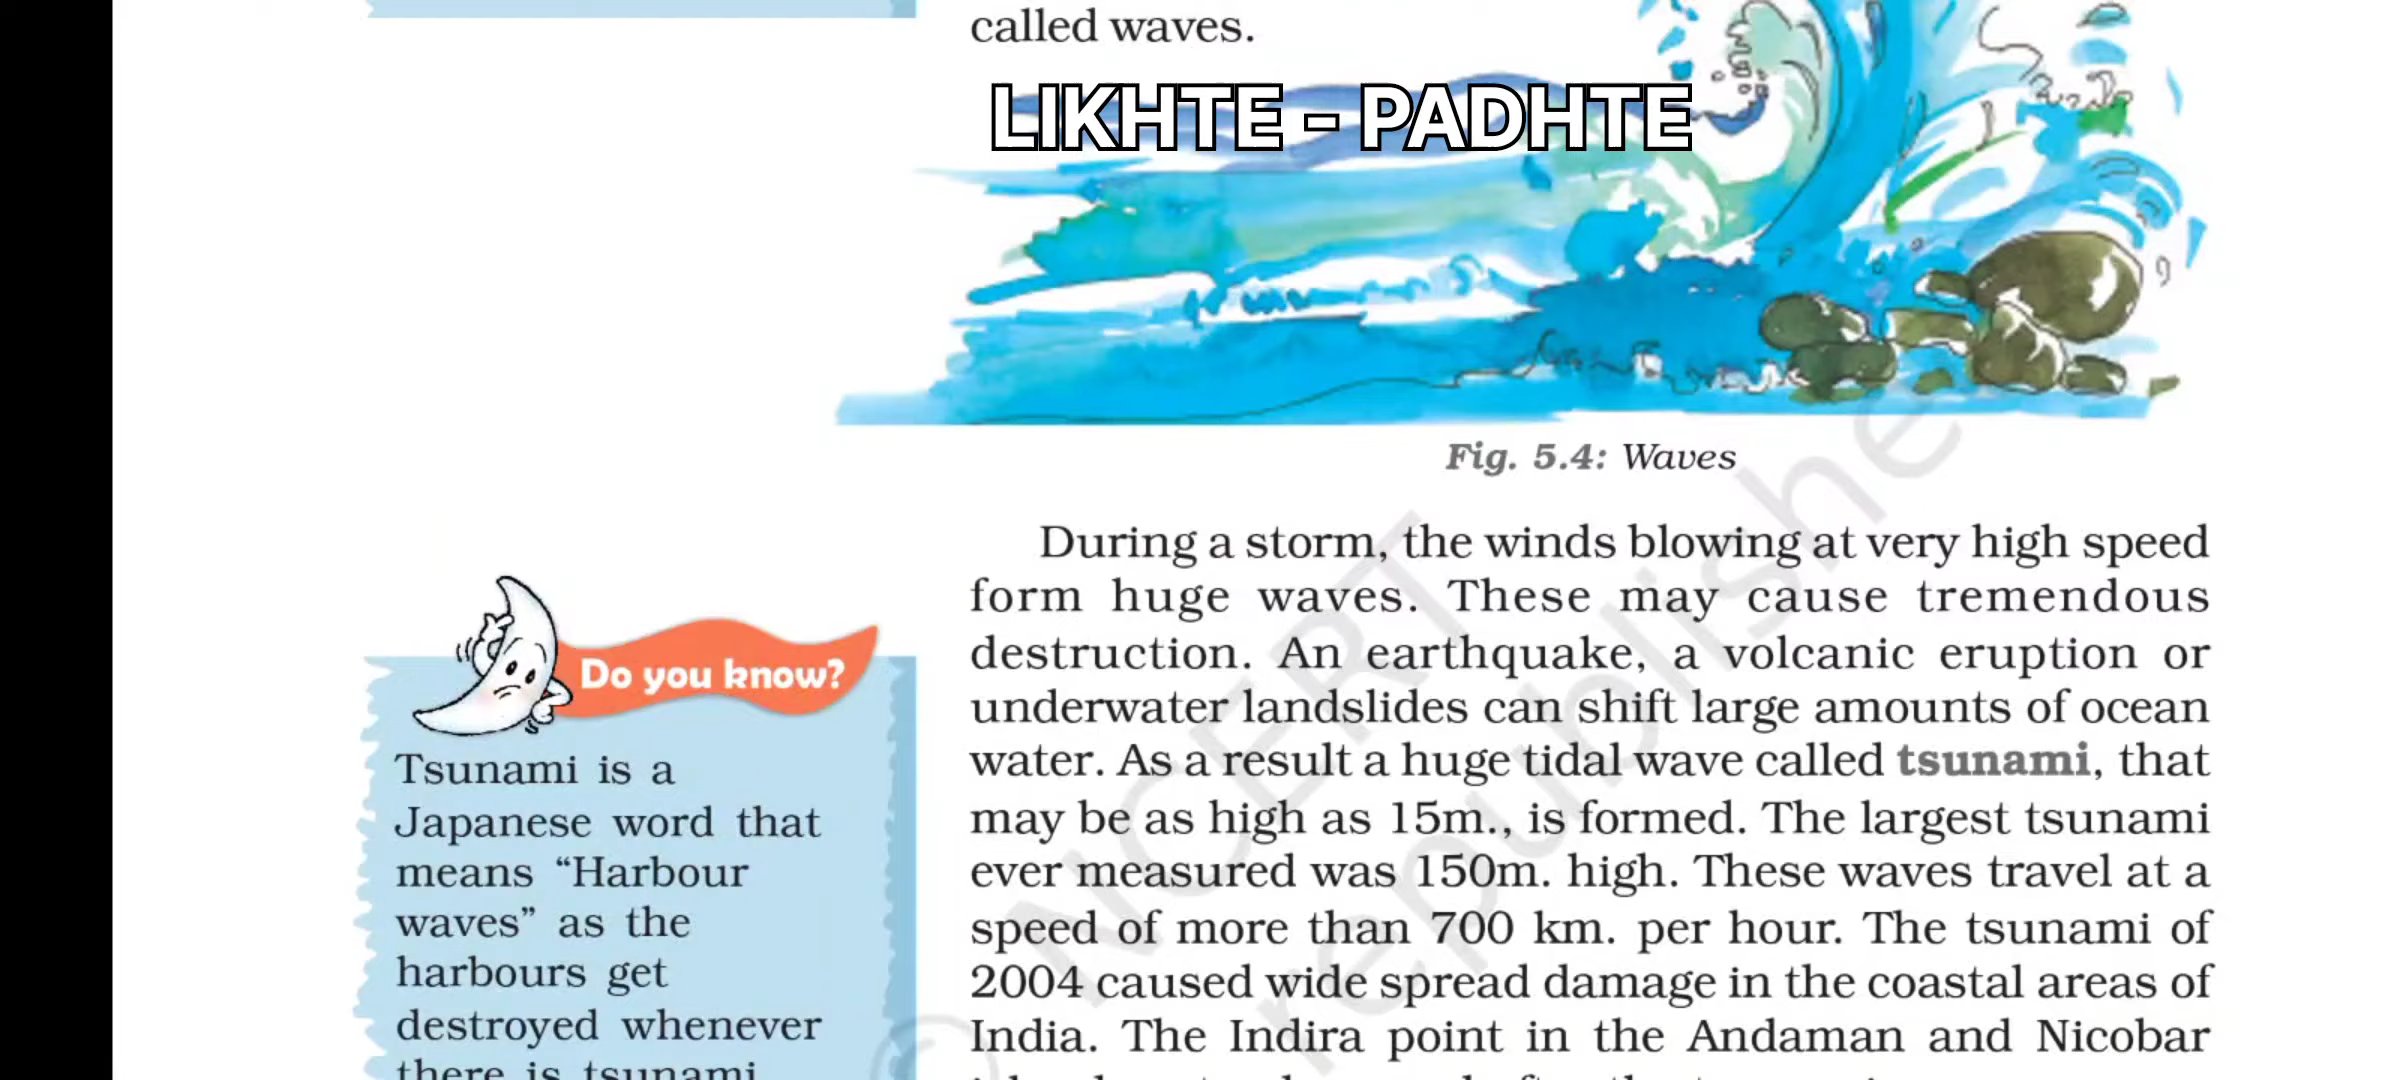 called waves.
LIKHTE - PADHTE
Fig. 5.4: Waves
During a storm, the winds blowing at very high speed
form huge waves. These may cause tremendous
destruction. An earthquake, a volcanic eruption or
underwater landslides can shift large amounts of ocean
water. As a result a huge tidal wave called tsunami, that
may be as high as 15m., is formed. The largest tsunami
ever measured was 150m. high. These waves travel at a
speed of more than 700 km. per hour. The tsunami of
2004 caused wide spread damage in the coastal areas of
India. The Indira point in the Andaman and Nicobar
Do you know?
Tsunami is a
Japanese word that
means “Harbour
waves” as the
harbours get
destroyed whenever
there is tsunami
© NCERT
republishe